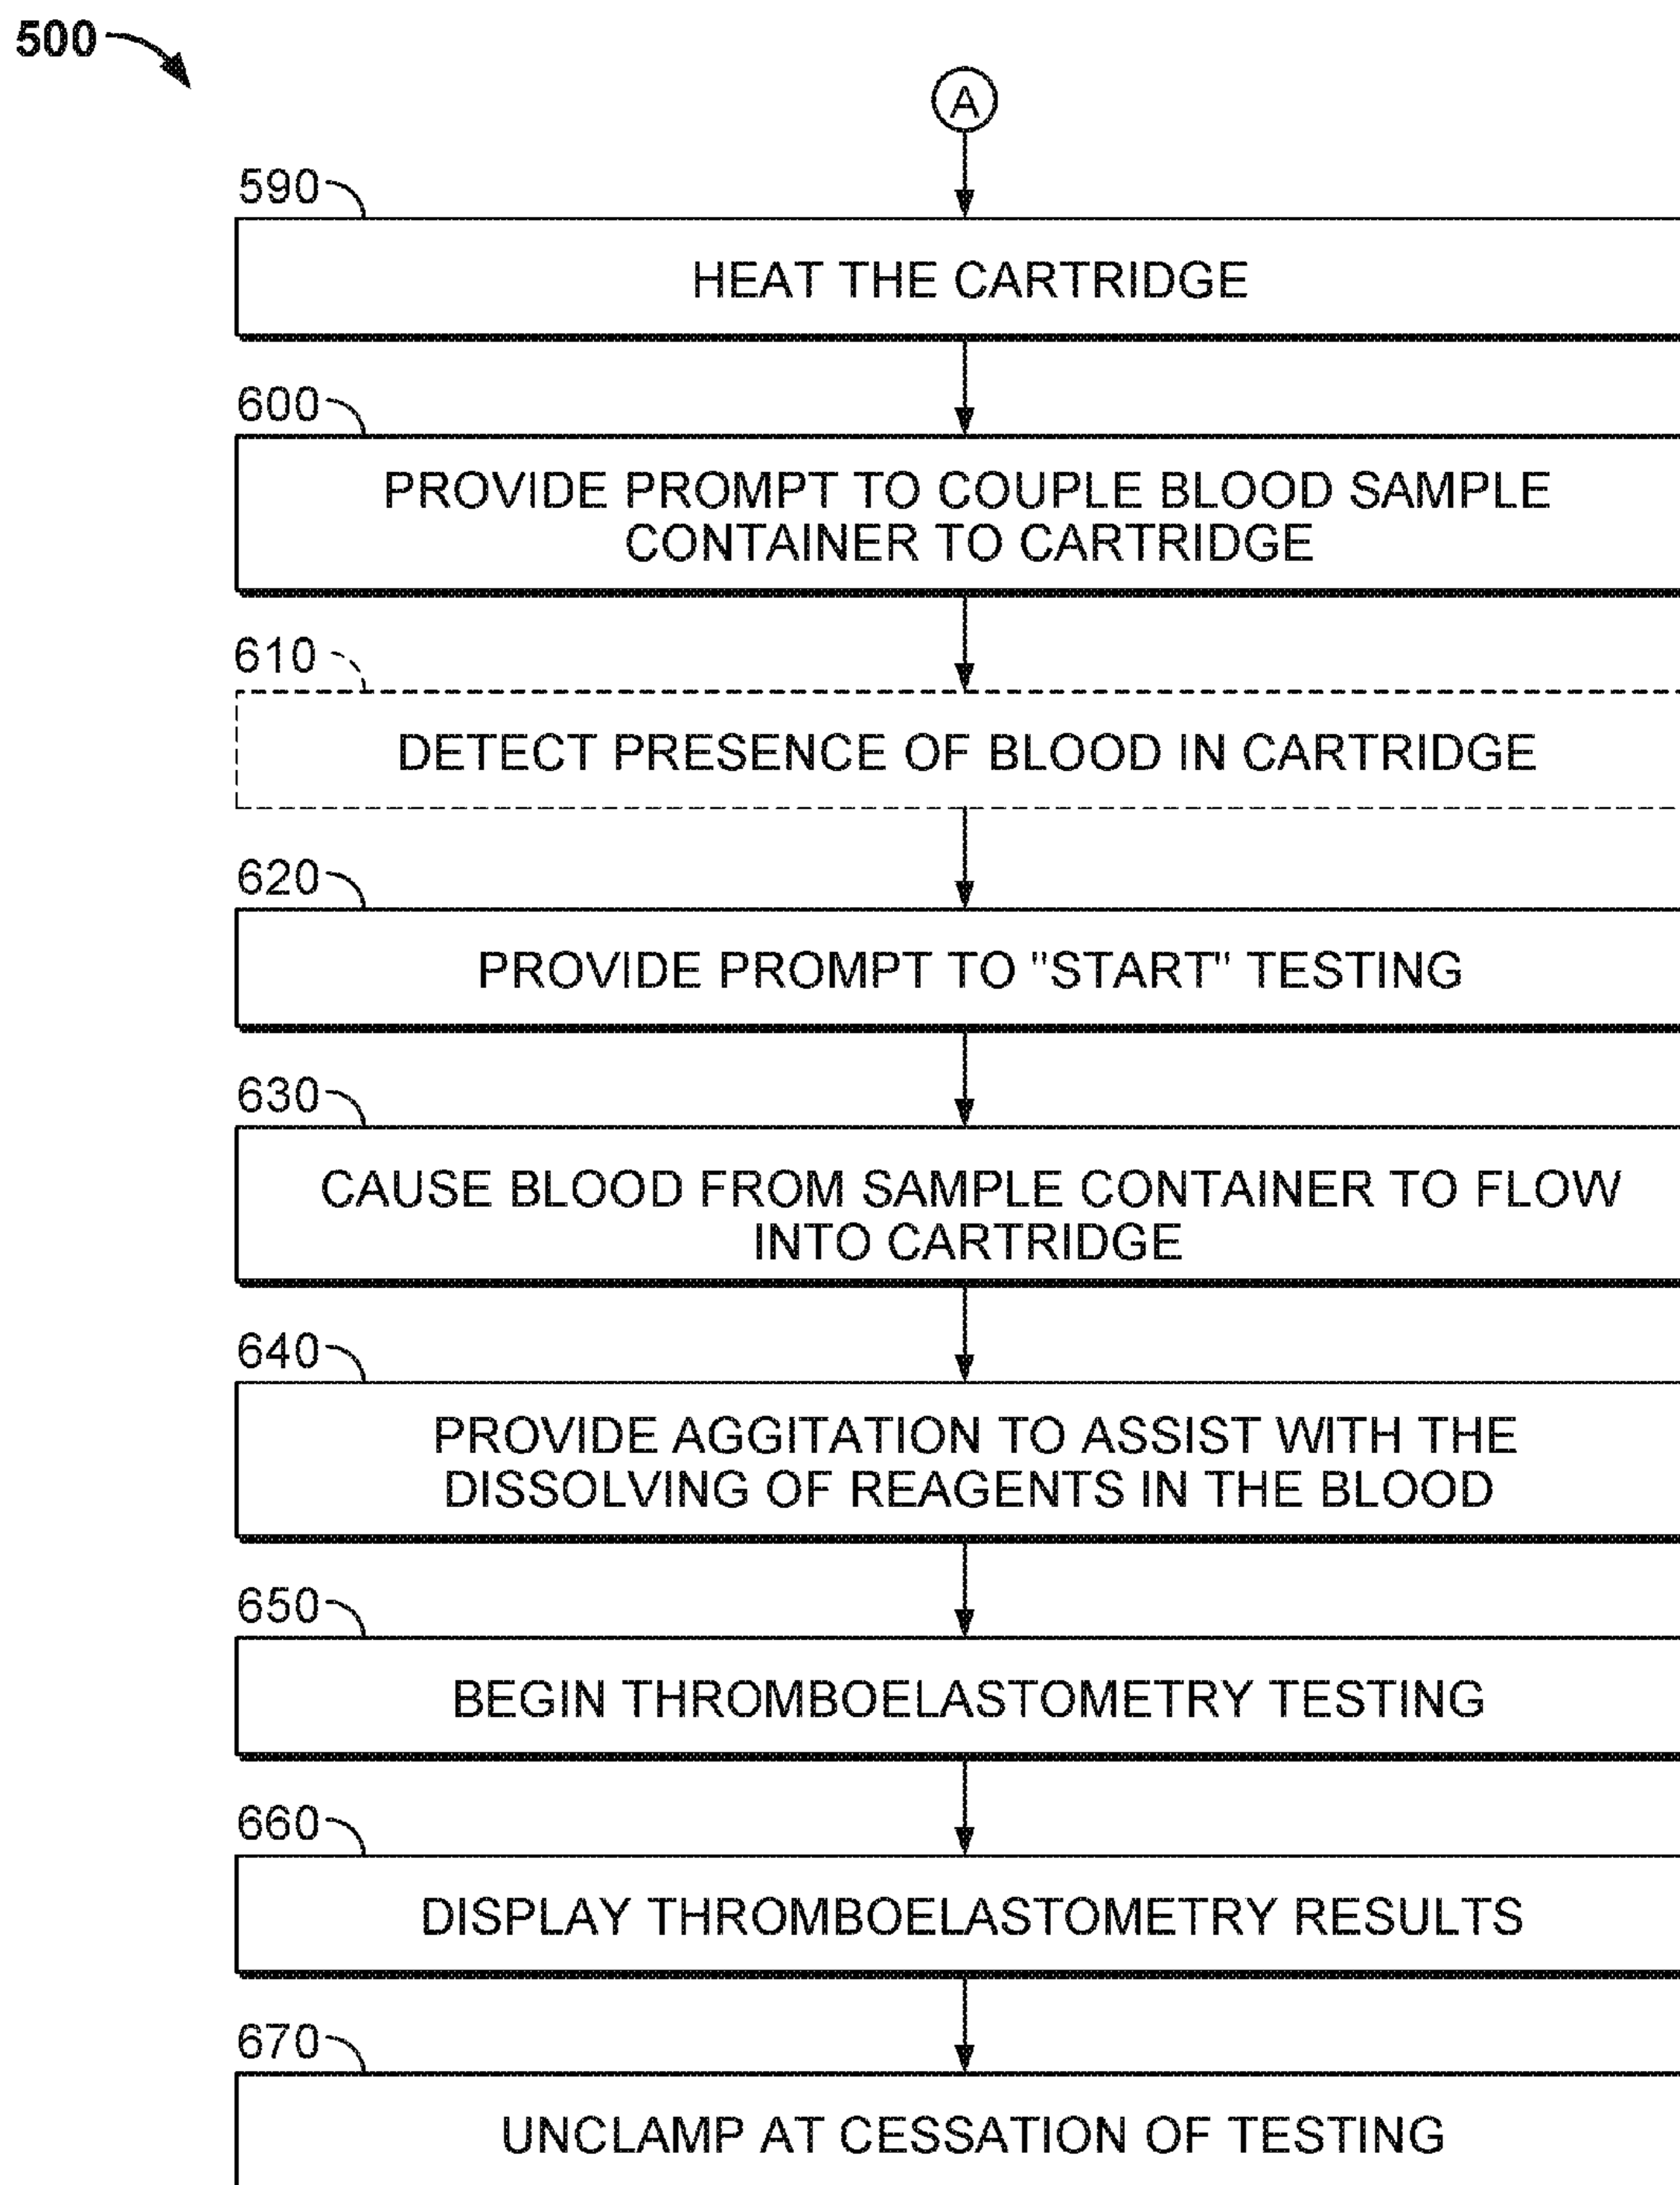 500
A
590
HEAT THE CARTRIDGE
600
PROVIDE PROMPT TO COUPLE BLOOD SAMPLE
CONTAINER TO CARTRIDGE
610
DETECT PRESENCE OF BLOOD IN CARTRIDGE
620
PROVIDE PROMPT TO "START" TESTING
630
CAUSE BLOOD FROM SAMPLE CONTAINER TO FLOW
INTO CARTRIDGE
640
PROVIDE AGGITATION TO ASSIST WITH THE
DISSOLVING OF REAGENTS IN THE BLOOD
650
BEGIN THROMBOELASTOMETRY TESTING
660
DISPLAY THROMBOELASTOMETRY RESULTS
670
UNCLAMP AT CESSATION OF TESTING